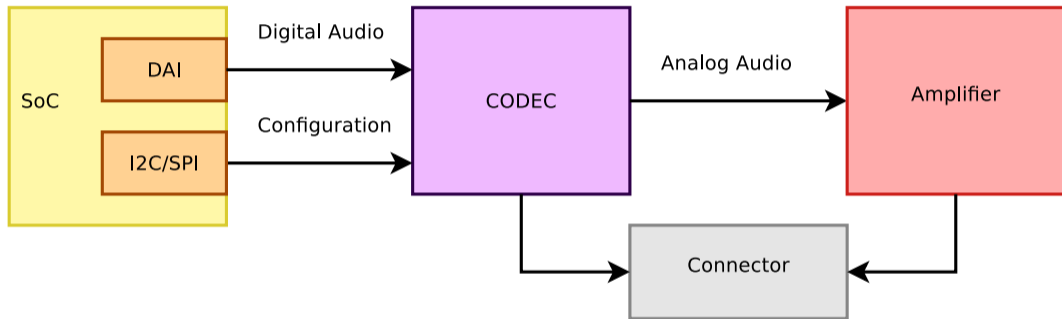 Digital Audio
DAI
Analog Audio
SoC
CODEC
Amplifier
Configuration
I2C/SPI
Connector